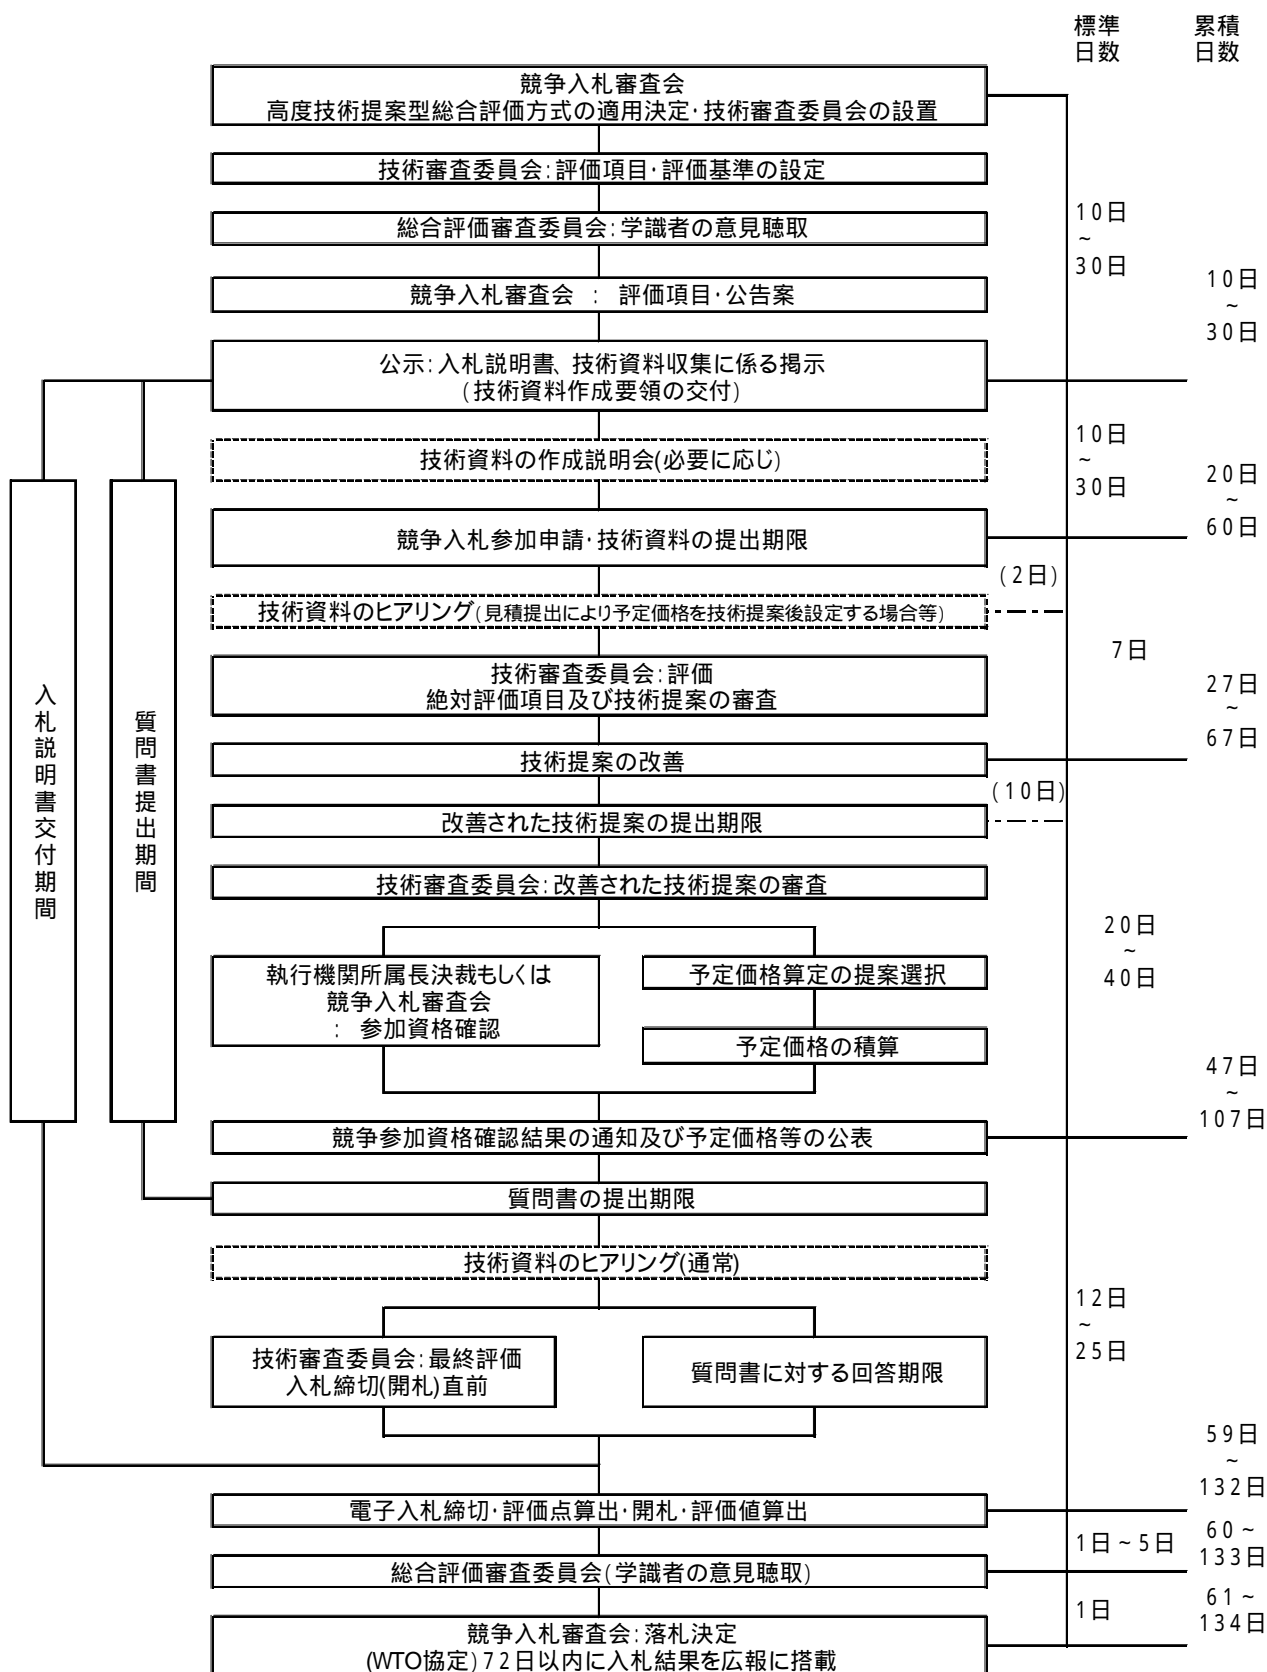 標準
日数
累積
日数
競争入札審査会
高度技術提案型総合評価方式の適用決定・技術審査委員会の設置
技術審査委員会：評価項目・評価基準の設定
総合評価審査委員会：学識者の意見聴取
競争入札審査会 ： 評価項目・公告案
10日
～
30日
10日
～
30日
公示：入札説明書、技術資料収集に係る掲示
（技術資料作成要領の交付）
技術資料の作成説明会(必要に応じ)
10日
～
30日
20日
～
60日
競争入札参加申請・技術資料の提出期限
（2日）
技術資料のヒアリング（見積提出により予定価格を技術提案後設定する場合等）
技術審査委員会：評価
絶対評価項目及び技術提案の審査
7日
27日
～
67日
技術提案の改善
（10日）
改善された技術提案の提出期限
技術審査委員会：改善された技術提案の審査
入札説明書交付期間
質問書提出期間
執行機関所属長決裁もしくは
競争入札審査会
： 参加資格確認
予定価格算定の提案選択
予定価格の積算
20日
～
40日
47日
～
107日
競争参加資格確認結果の通知及び予定価格等の公表
質問書の提出期限
技術資料のヒアリング(通常)
技術審査委員会：最終評価
入札締切(開札)直前
質問書に対する回答期限
12日
～
25日
59日
～
132日
電子入札締切・評価点算出・開札・評価値算出
1日～5日
60～
133日
総合評価審査委員会（学識者の意見聴取）
1日
61～
134日
競争入札審査会：落札決定
(WTO協定)72日以内に入札結果を広報に搭載